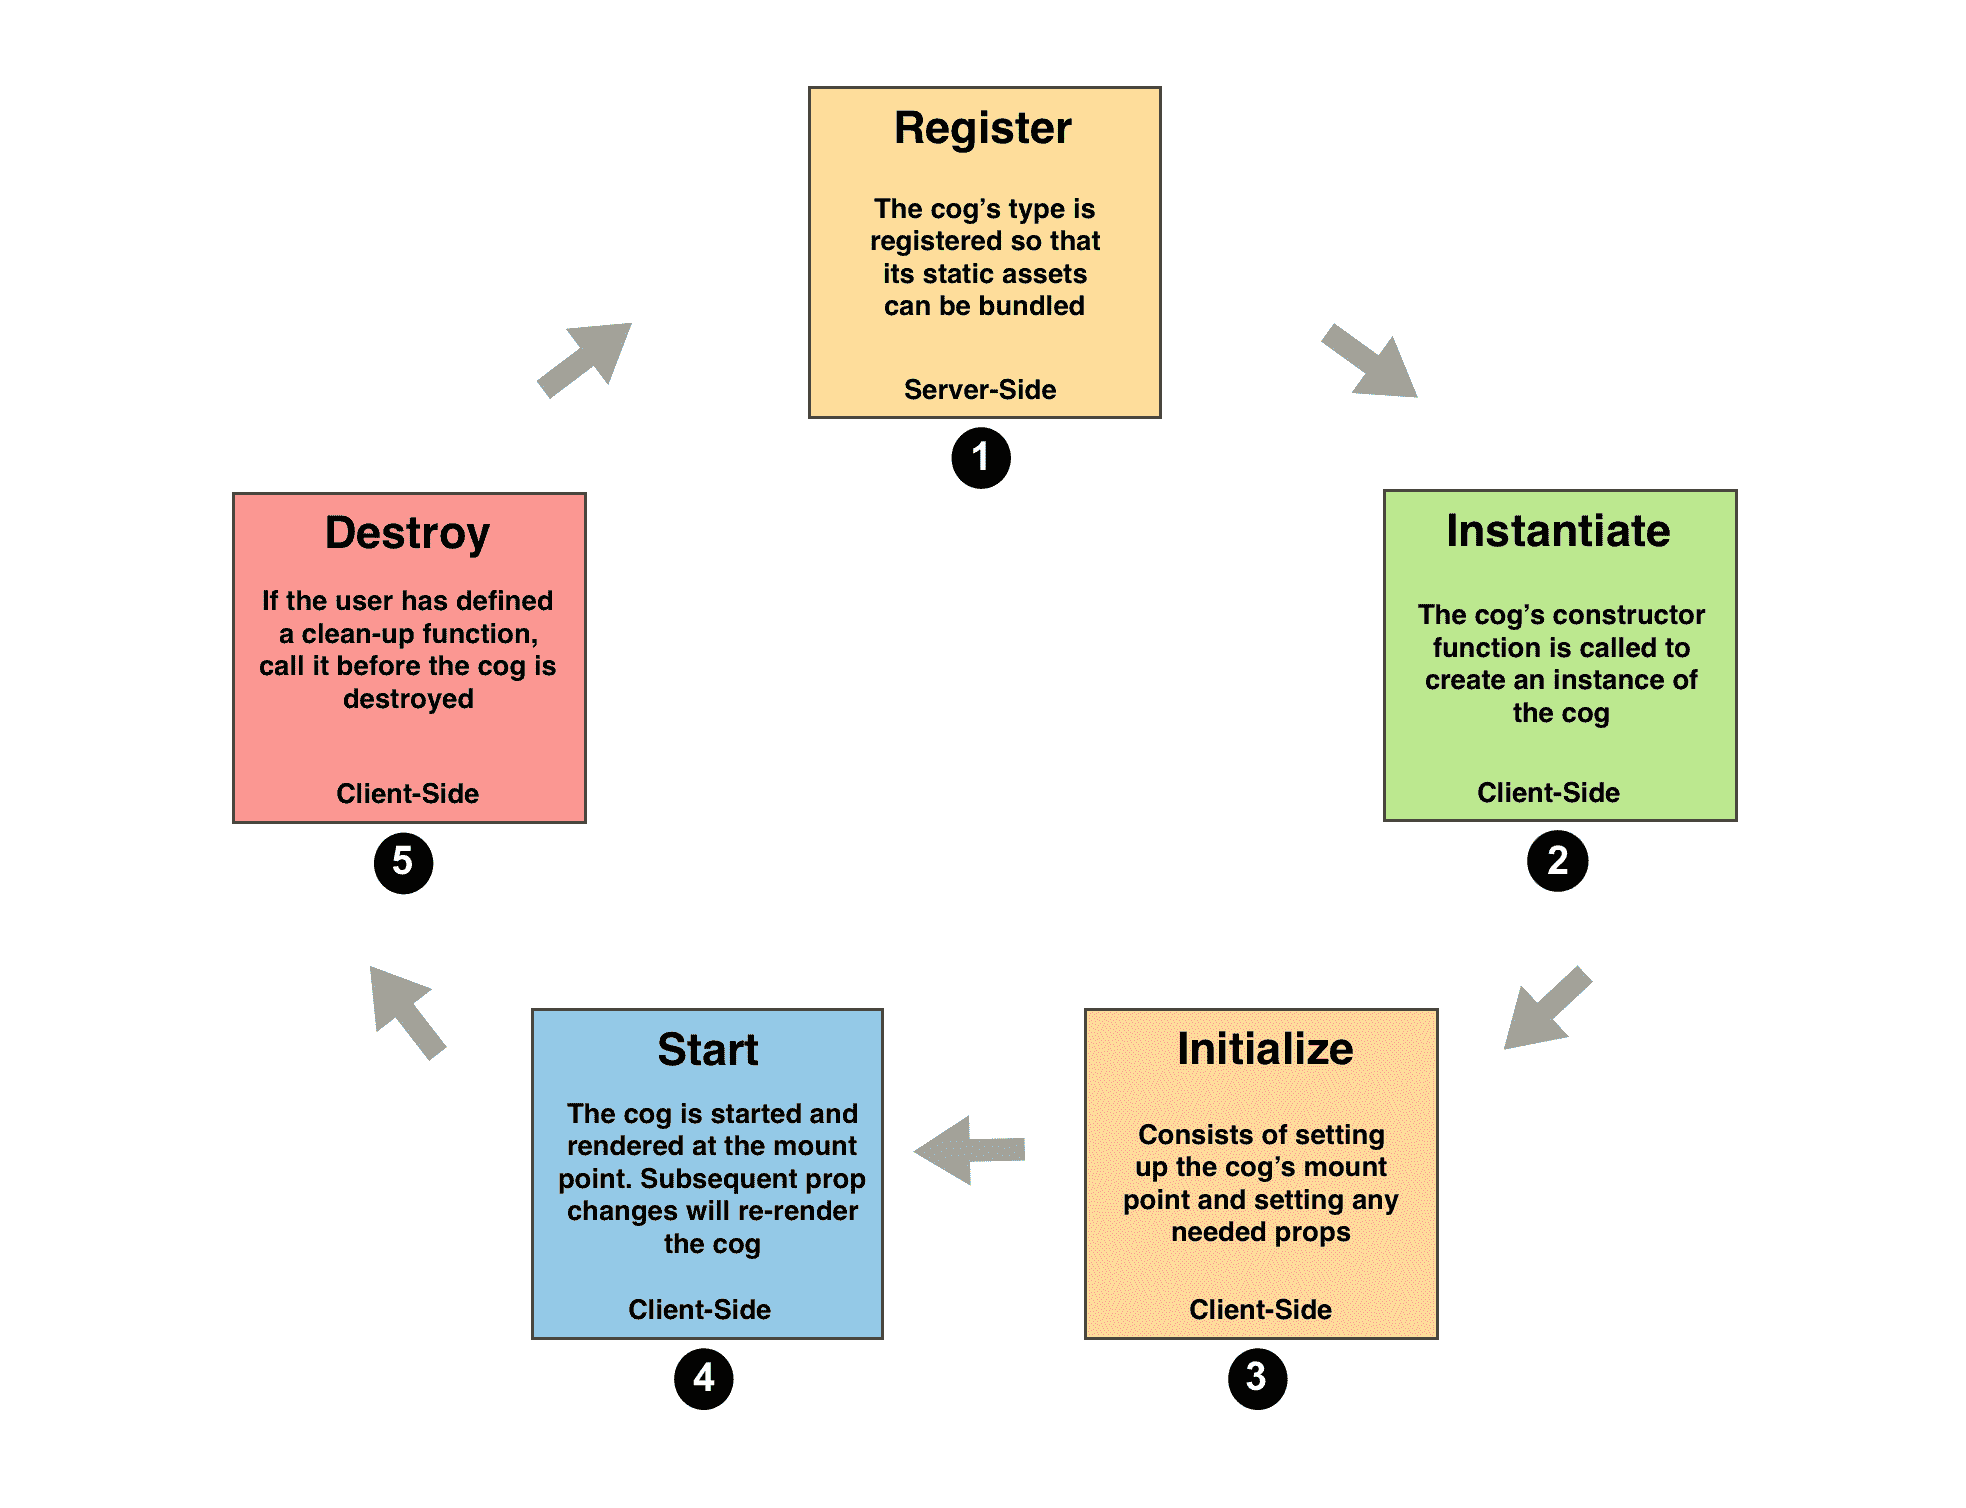 Register
The cog’s type is
registered so that
its static assets
can be bundled
Server-Side
1
Instantiate
The cog’s constructor
function is called to
create an instance of
the cog
Client-Side
2
Initialize
Consists of setting
up the cog’s mount
point and setting any
needed props
Client-Side
3
Start
The cog is started and
rendered at the mount
point. Subsequent prop
changes will re-render
the cog
Client-Side
4
Destroy
If the user has defined
a clean-up function,
call it before the cog is
destroyed
Client-Side
5